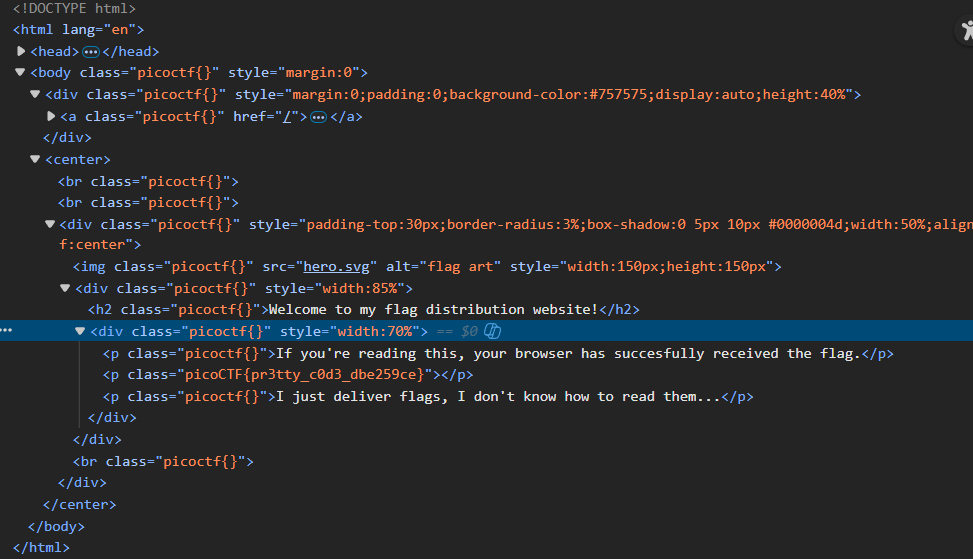 <!DOCTYPE html>
<html lang="en">
<head>…</head>
<body class="picoctf{}" style="margin:0">
<div class="picoctf{}" style="margin:0;padding:0;background-color:#757575;display:auto;height:40%">
<a class="picoctf{}" href="/">…</a>
</div>
<center>
<br class="picoctf{}">
<br class="picoctf{}">
<div class="picoctf{}" style="padding-top:30px;border-radius:3%;box-shadow:0 5px 10px #0000004d;width:50%;align
f:center">
<img class="picoctf{}" src="hero.svg" alt="flag art" style="width:150px;height:150px">
<div class="picoctf{}" style="width:85%">
<h2 class="picoctf{}">Welcome to my flag distribution website!</h2>
<div class="picoctf{}" style="width:70%"> == $0
<p class="picoctf{}">If you're reading this, your browser has succesfully received the flag.</p>
<p class="picoCTF{pr3tty_c0d3_dbe259ce}"></p>
<p class="picoctf{}">I just deliver flags, I don't know how to read them...</p>
</div>
</div>
<br class="picoctf{}">
</div>
</center>
</body>
</html>